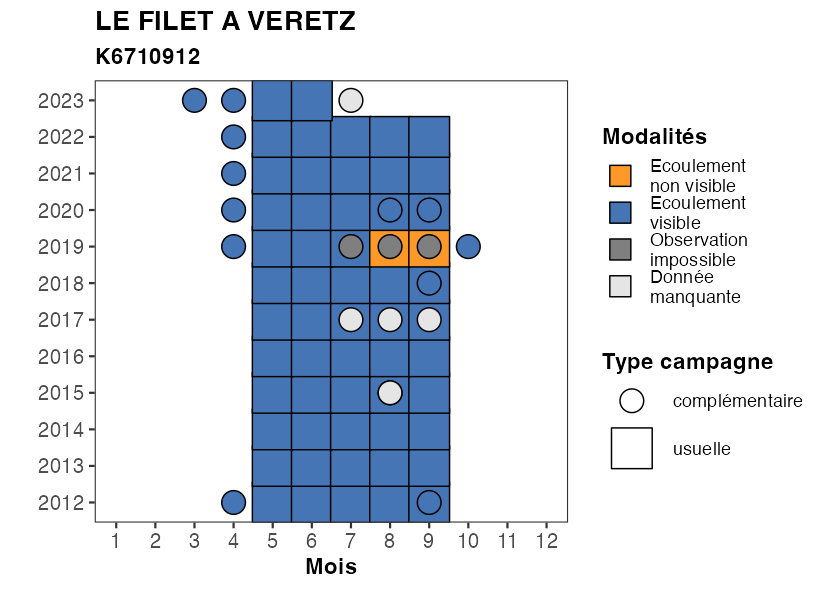 LE FILET A VERETZ
K6710912
2023
2022
2021
2020
2019
2018
2017
2016
2015
2014
2013
2012
1 2 3 4 5 6 7 8 9 10 11 12
Mois
Modalités
Ecoulement
non visible
Ecoulement
visible
Observation
impossible
Donnée
manquante
Type campagne
complémentaire
usuelle